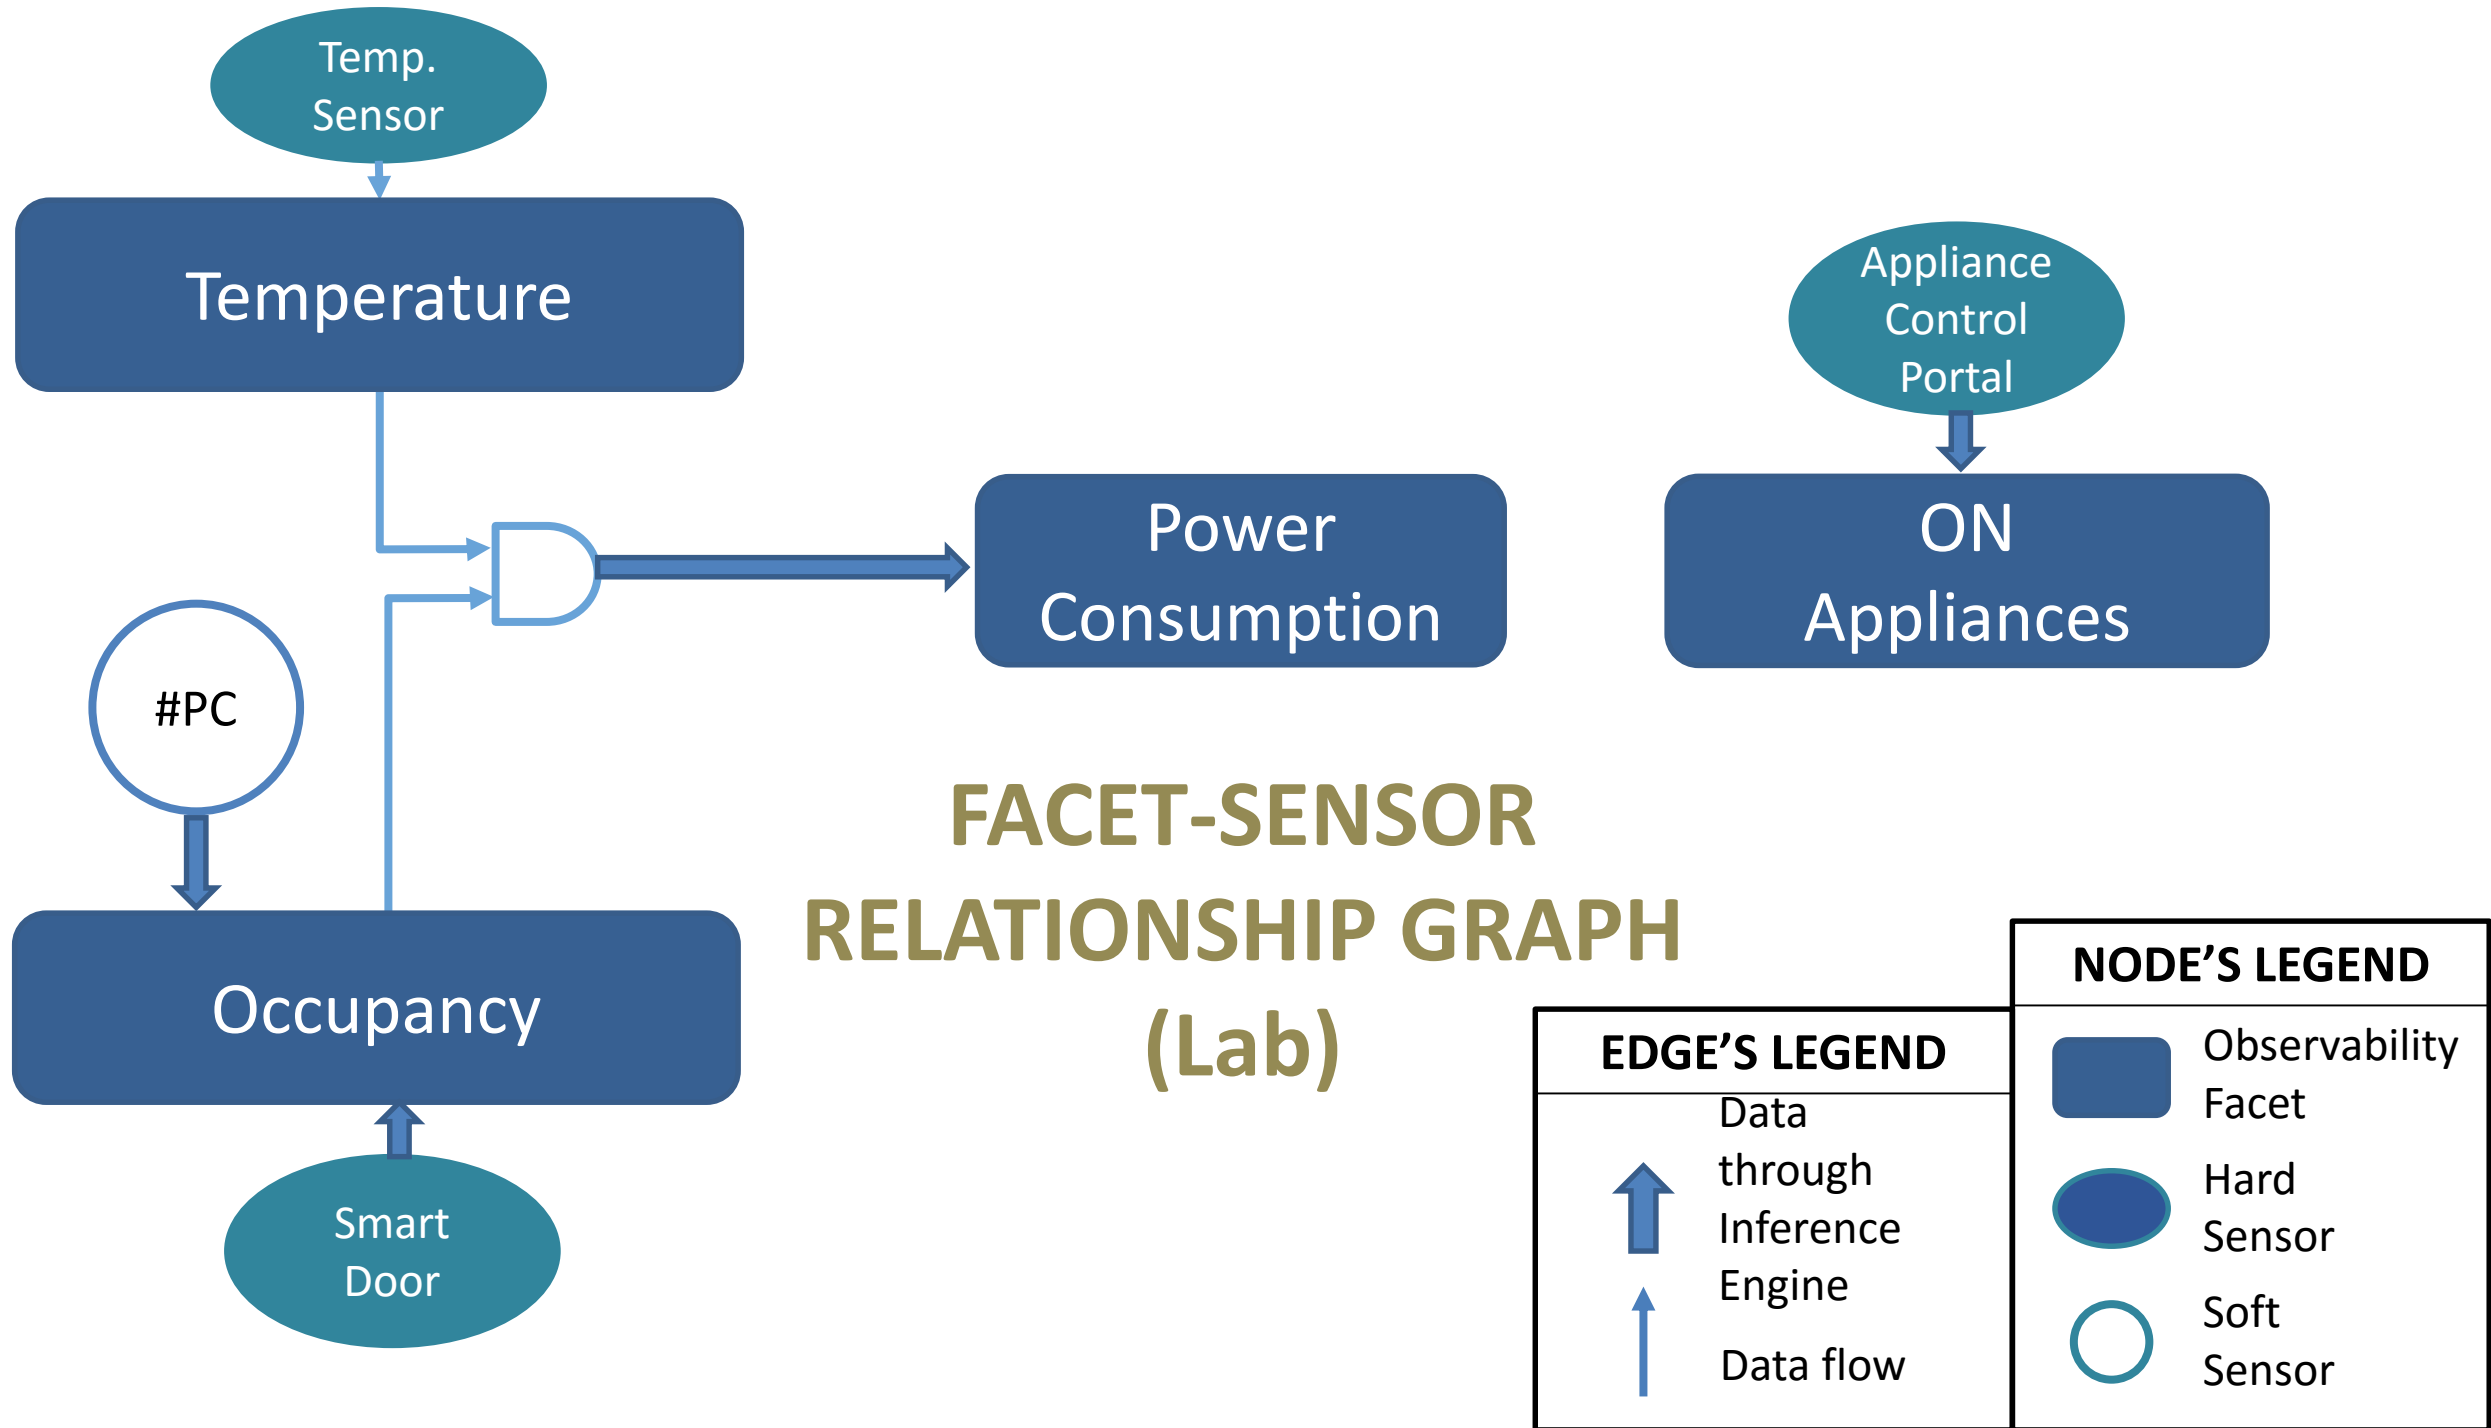 Temp.
Sensor
Temperature
Appliance
Control
Portal
Power
Consumption
ON
Appliances
#PC
FACET-SENSOR
RELATIONSHIP GRAPH
(Lab)
Occupancy
Smart
Door
EDGE’S LEGEND
Data
through
Inference
Engine
Data flow
NODE’S LEGEND
Observability
Facet
Hard
Sensor
Soft
Sensor